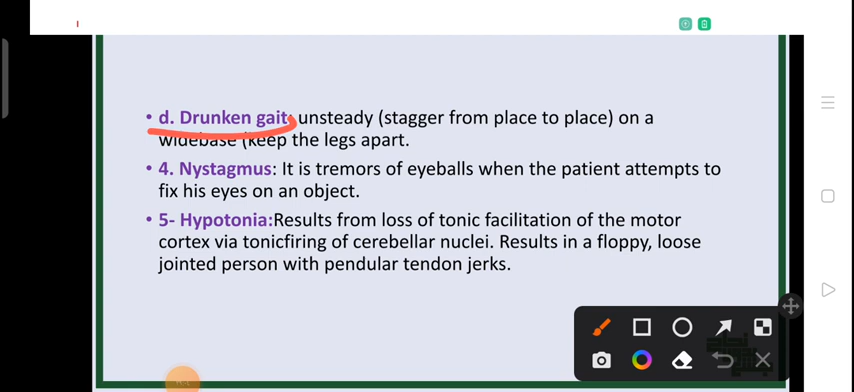 • d. Drunken gait: unsteady (stagger from place to place) on a
widebase (keep the legs apart.
• 4. Nystagmus: It is tremors of eyeballs when the patient attempts to
fix his eyes on an object.
• 5- Hypotonia:Results from loss of tonic facilitation of the motor
cortex via tonicfiring of cerebellar nuclei. Results in a floppy, loose
jointed person with pendular tendon jerks.